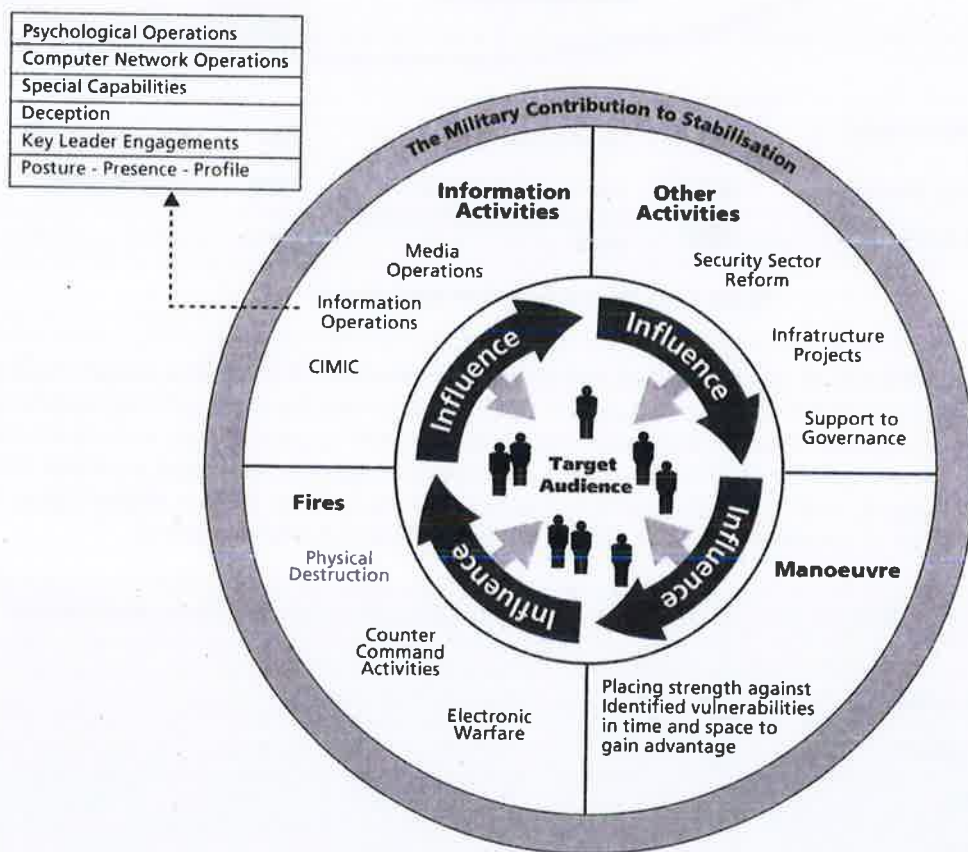 Psychological Operations
Computer Network Operations
Special Capabilities
Deception
Key Leader Engagements
Posture - Presence - Profile
The Military Contribution to Stabilisation
Information
Activities
Media
Operations
Information
Operations
CIMIC
Other
Activities
Security Sector
Reform
Infratructure
Projects
Support to
Governance
Influence
Influence
Influence
Influence
Target
Audience
Fires
Physical
Destruction
Counter
Command
Activities
Electronic
Warfare
Manoeuvre
Placing strength against
Identified vulnerabilities
in time and space to
gain advantage